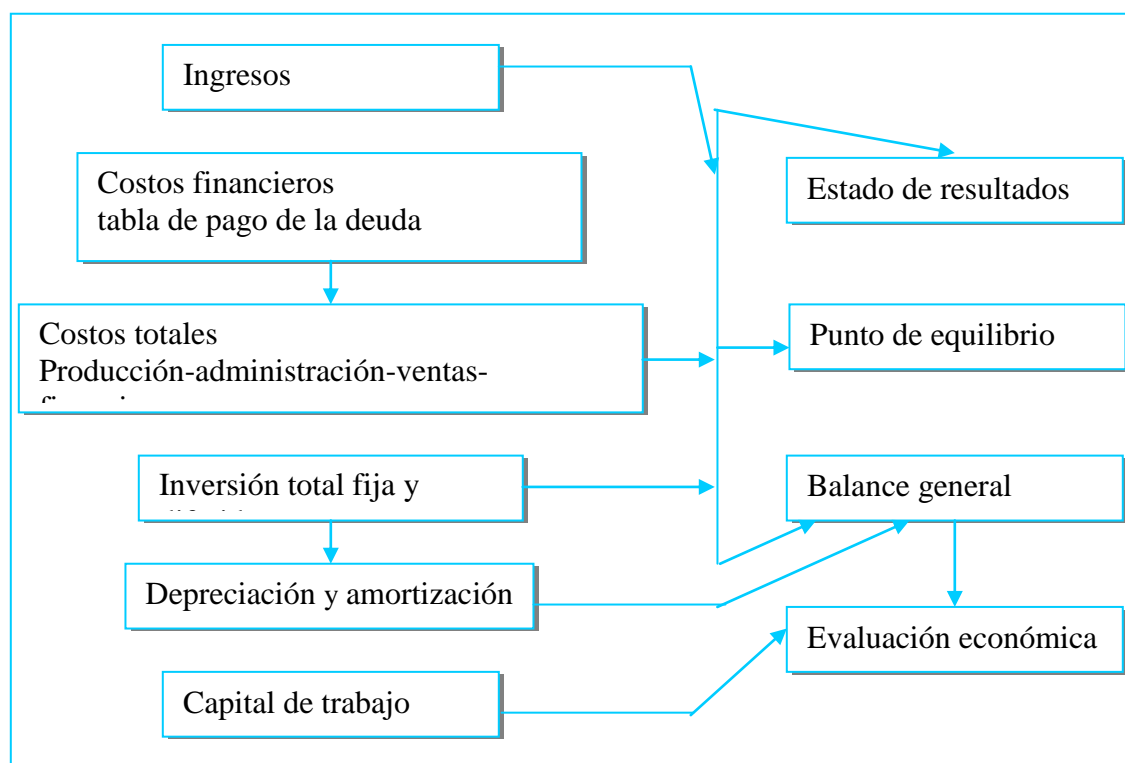 Ingresos
Costos financieros
tabla de pago de la deuda
Costos totales
Producción-administración-ventas-
Inversión total fija y
Depreciación y amortización
Capital de trabajo
Estado de resultados
Punto de equilibrio
Balance general
Evaluación económica